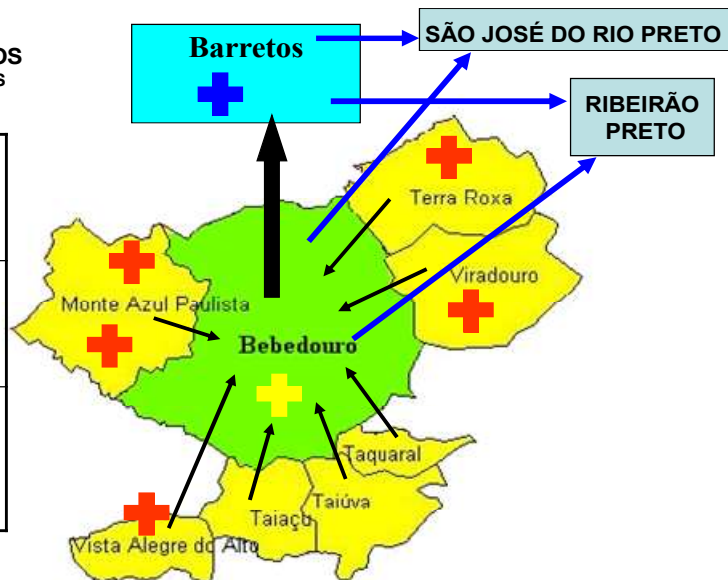 OS
S
Barretos
SÃO JOSÉ DO RIO PRETO
RIBEIRÃO
PRETO
Terra Roxa
Viradouro
Monte Azul Paulista
Bebedouro
Taquaral
Taiúva
Taiaçu
Vista Alegre do Alto